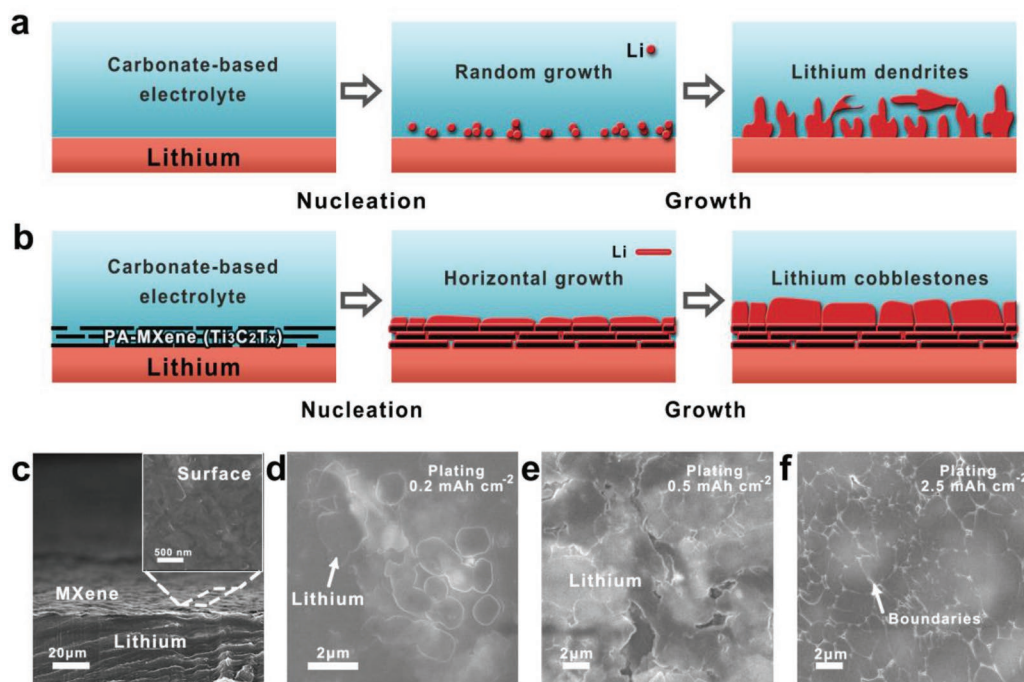 a
Carbonate-based
electrolyte
Lithium
Li
Random growth
Lithium dendrites
Nucleation
Growth
b
Carbonate-based
electrolyte
PA-MXene (Ti3C2Tx)
Lithium
Li
Horizontal growth
Lithium cobblestones
Nucleation
Growth
c
Surface
500 nm
MXene
Lithium
20μm
d
Plating
0.2 mAh cm-2
Lithium
2μm
e
Plating
0.5 mAh cm-2
Lithium
2μm
f
Plating
2.5 mAh cm-2
Boundaries
2μm